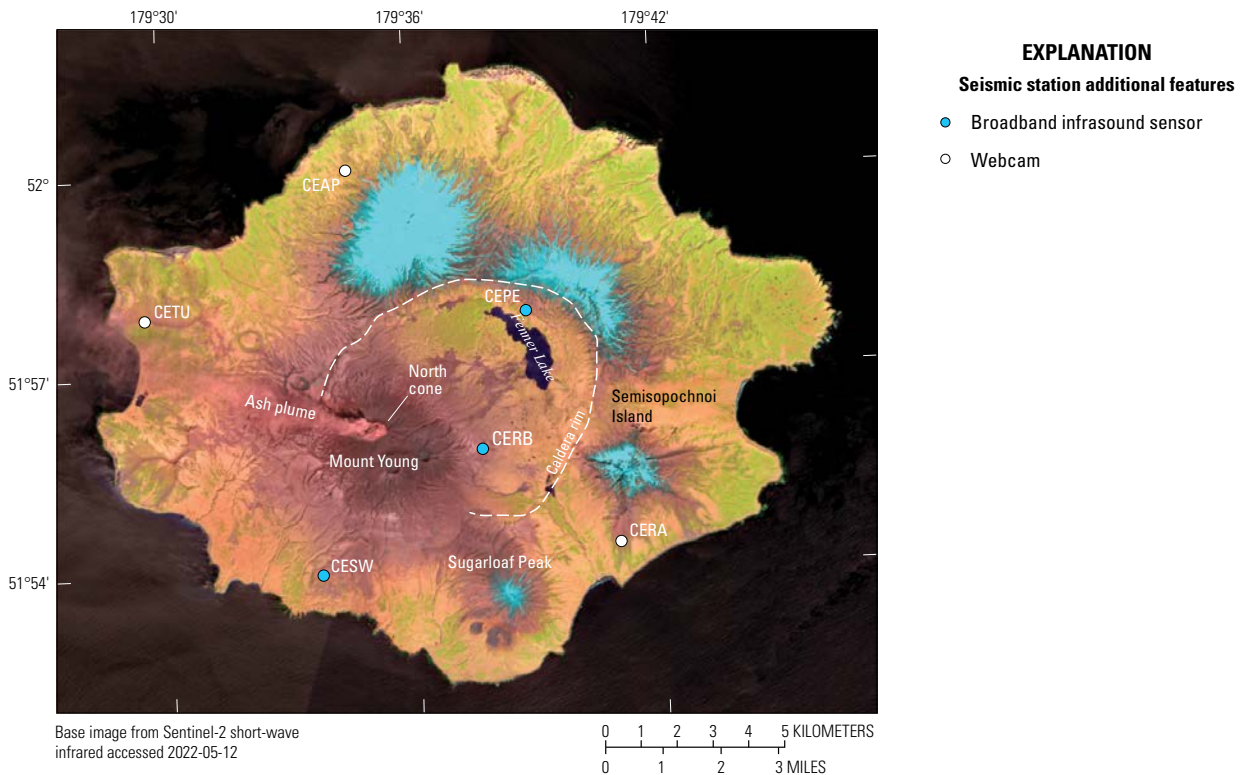 179°30' 179°36' 179°42'
EXPLANATION
Seismic station additional features
Broadband infrasound sensor
Webcam
52°
CEAP
CEPE
CETU
Fenner Lake
51°57'
North
cone
Ash plume
Semisopochnoi
Island
Caldera rim
CERB
Mount Young
CERA
Sugarloaf Peak
CESW
51°54'
Base image from Sentinel-2 short-wave
infrared accessed 2022-05-12
0 1 2 3 4 5 KILOMETERS
0 1 2 3 MILES